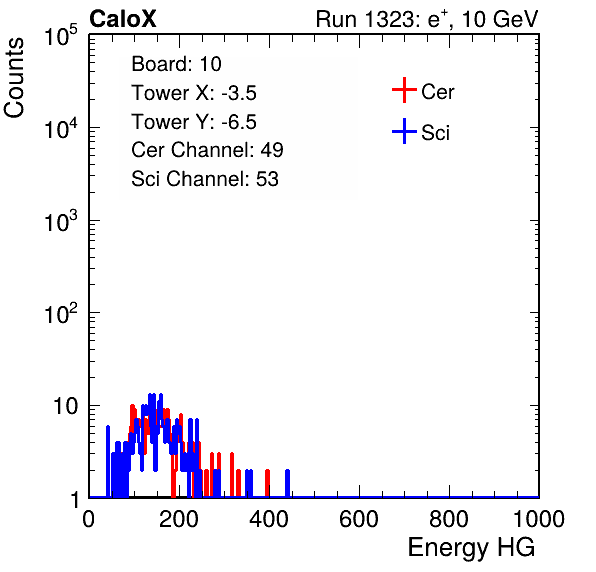 CaloX Run 1323: e⁺, 10 GeV
Counts
10⁵
10⁴
10³
10²
10
1
Board: 10
Tower X: -3.5
Tower Y: -6.5
Cer Channel: 49
Sci Channel: 53
Cer
Sci
0 200 400 600 800 1000
Energy HG